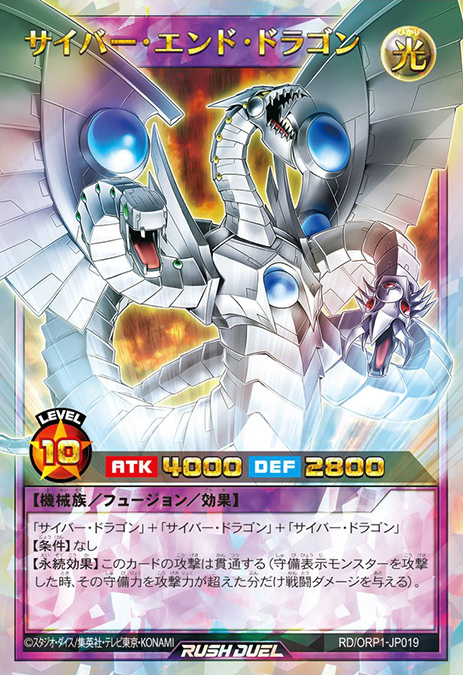 サイバー・エンド・ドラゴン
ひかり
光
LEVEL
10
ATK 4000 DEF 2800
【機械族/フュージョン/効果】
「サイバー・ドラゴン」+「サイバー・ドラゴン」+「サイバー・ドラゴン」
【条件】なし
【永続効果】このカードの攻撃は貫通する(守備表示モンスターを攻撃
した時、その守備力を攻撃力が超えた分だけ戦闘ダメージを与える)。
©スタジオ・ダイス/集英社・テレビ東京・KONAMI
RUSH DUEL
RD/ORP1-JP019